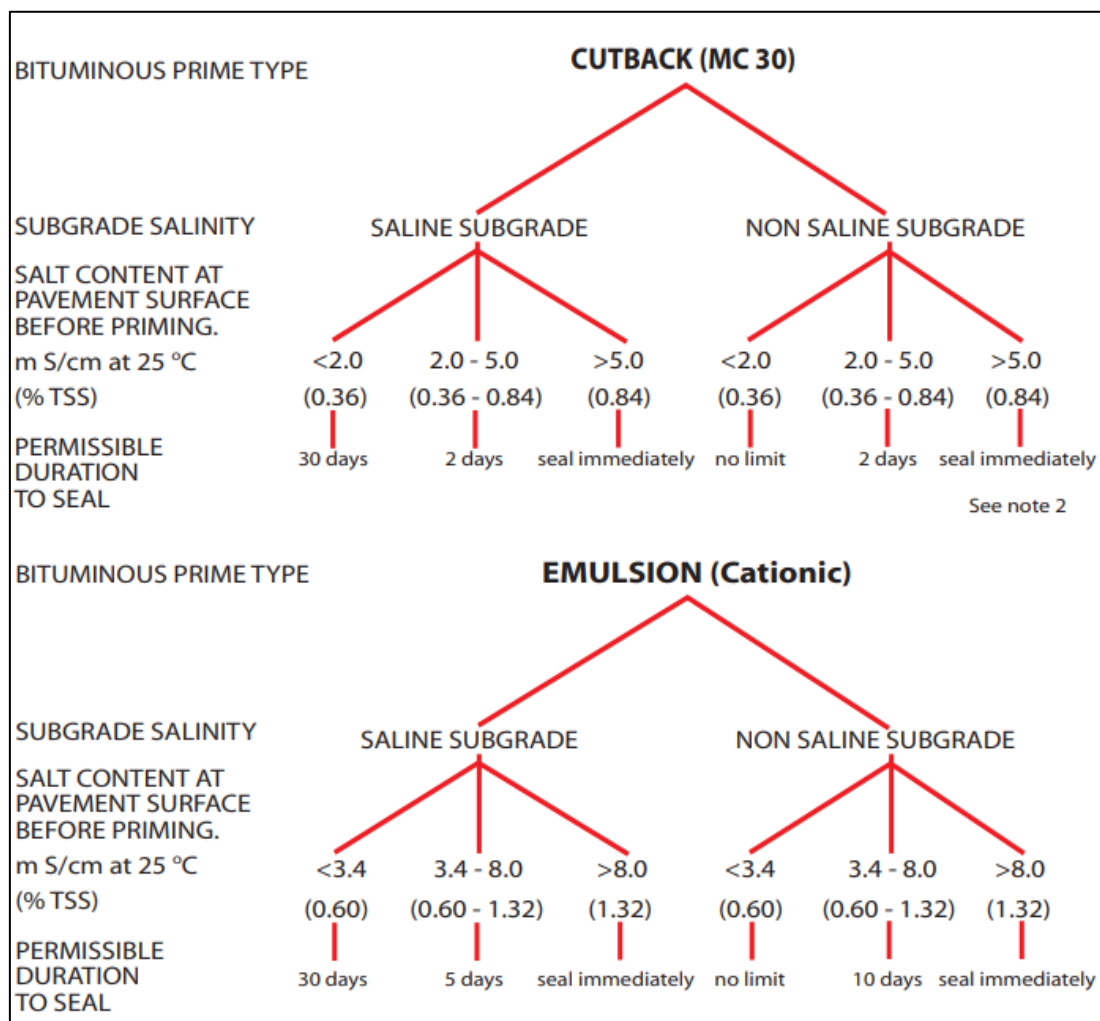 BITUMINOUS PRIME TYPE CUTBACK (MC 30)
SUBGRADE SALINITY SALINE SUBGRADE NON SALINE SUBGRADE
SALT CONTENT AT
PAVEMENT SURFACE
BEFORE PRIMING.
m S/cm at 25 °C <2.0 2.0 - 5.0 >5.0 <2.0 2.0 - 5.0 >5.0
(% TSS) (0.36) (0.36 - 0.84) (0.84) (0.36) (0.36 - 0.84) (0.84)
PERMISSIBLE
DURATION 30 days 2 days seal immediately no limit 2 days seal immediately
TO SEAL
See note 2
BITUMINOUS PRIME TYPE EMULSION (Cationic)
SUBGRADE SALINITY SALINE SUBGRADE NON SALINE SUBGRADE
SALT CONTENT AT
PAVEMENT SURFACE
BEFORE PRIMING.
m S/cm at 25 °C <3.4 3.4 - 8.0 >8.0 <3.4 3.4 - 8.0 >8.0
(% TSS) (0.60) (0.60 - 1.32) (1.32) (0.60) (0.60 - 1.32) (1.32)
PERMISSIBLE
DURATION 30 days 5 days seal immediately no limit 10 days seal immediately
TO SEAL